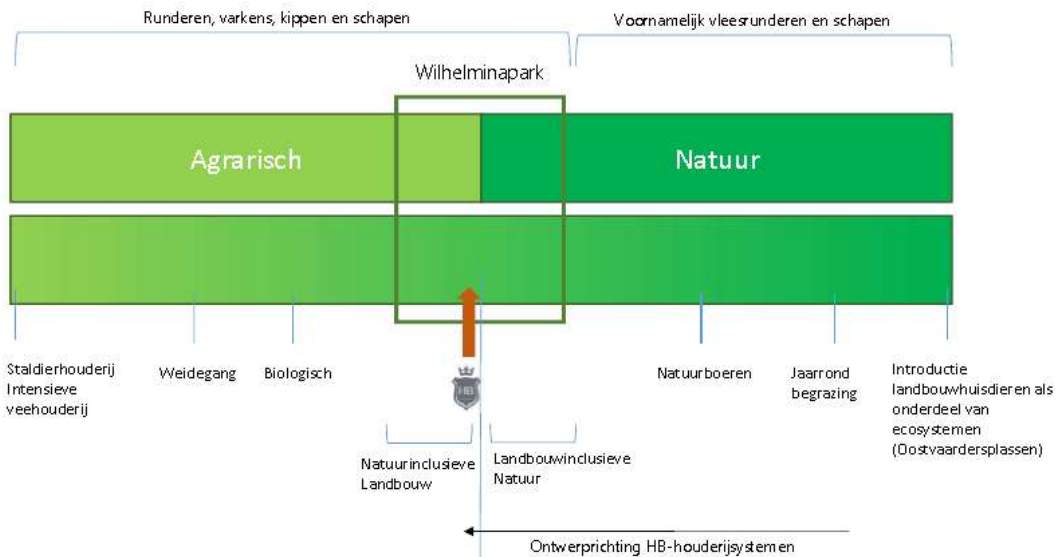 Runderen, varkens, kippen en schapen
Voornamelijk vleesrunderen en schapen
Wilhelminapark
Agrarisch
Natuur
Staldierhouderij
Intensieve
veehouderij
Weidegang
Biologisch
HB
Natuurboeren
Jaarrond
begrazing
Introductie
landbouwhuisdieren als
onderdeel van
ecosystemen
(Oostvaardersplassen)
Natuurinclusieve
Landbouw
Landbouwinclusieve
Natuur
Ontwerprichting HB-houderijsystemen